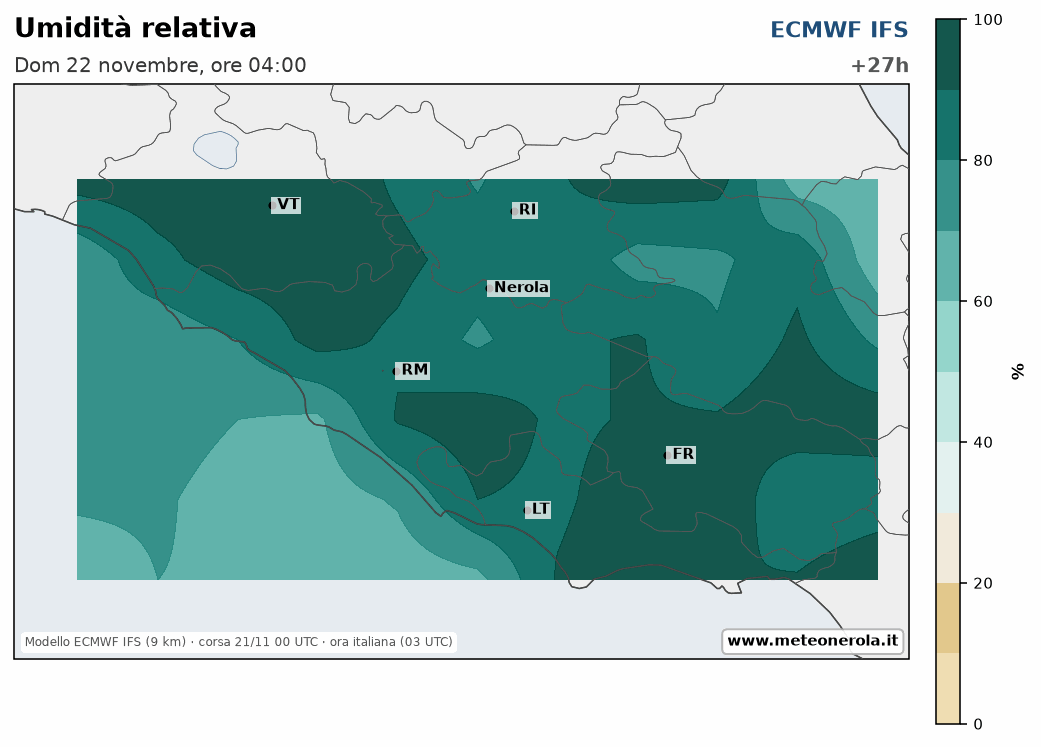 Umidità relativa
ECMWF IFS
Dom 22 novembre, ore 04:00
+27h
VT
RI
Nerola
RM
FR
LT
100
80
60
40
20
0
%
Modello ECMWF IFS (9 km) · corsa 21/11 00 UTC · ora italiana (03 UTC)
www.meteonerola.it